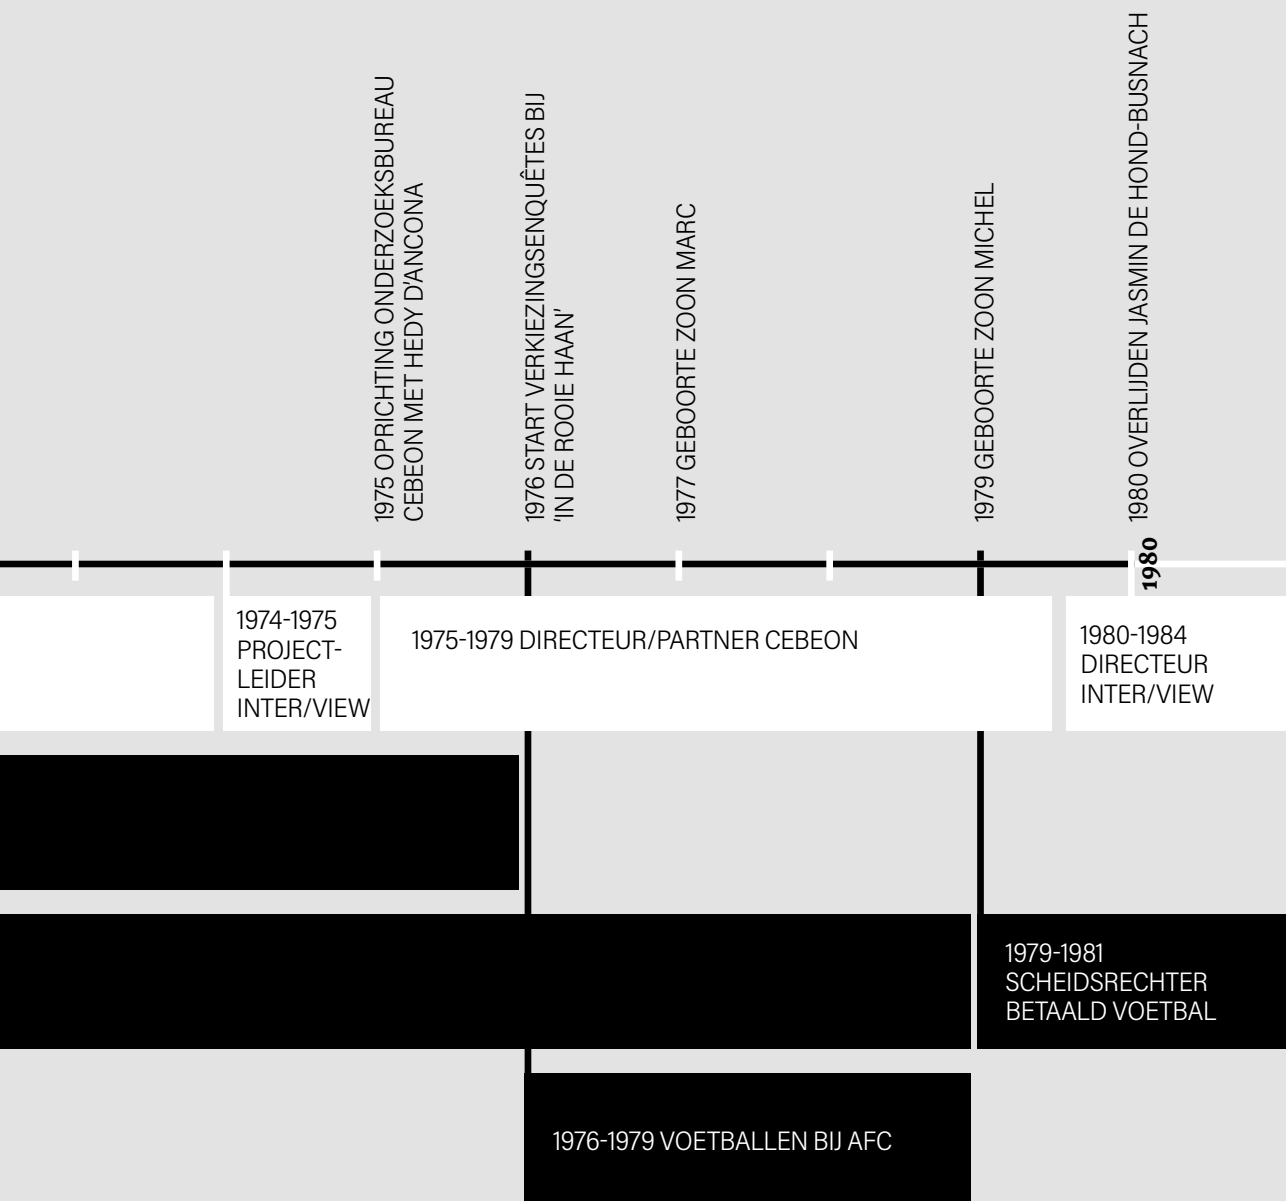 1975 OPRICHTING ONDERZOEKSBUREAU
CEBEON MET HEDY D'ANCONA
1976 START VERKIEZINGSENQUÊTES BIJ
'IN DE ROOIE HAAN'
1977 GEBOORTE ZOON MARC
1979 GEBOORTE ZOON MICHEL
1980 OVERLIJDEN JASMIN DE HOND-BUSNACH
1980
1974-1975
PROJECT-
LEIDER
INTER/VIEW
1975-1979 DIRECTEUR/PARTNER CEBEON
1980-1984
DIRECTEUR
INTER/VIEW
1979-1981
SCHEIDSRECHTER
BETAALD VOETBAL
1976-1979 VOETBALLEN BIJ AFC